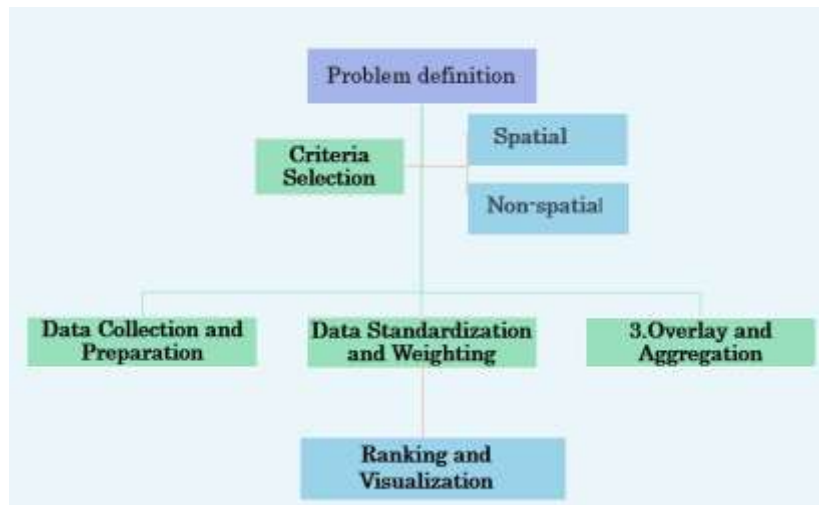 Problem definition
Spatial
Criteria
Selection
Non-spatial
Data Collection and
Preparation
Data Standardization
and Weighting
3.Overlay and
Aggregation
Ranking and
Visualization